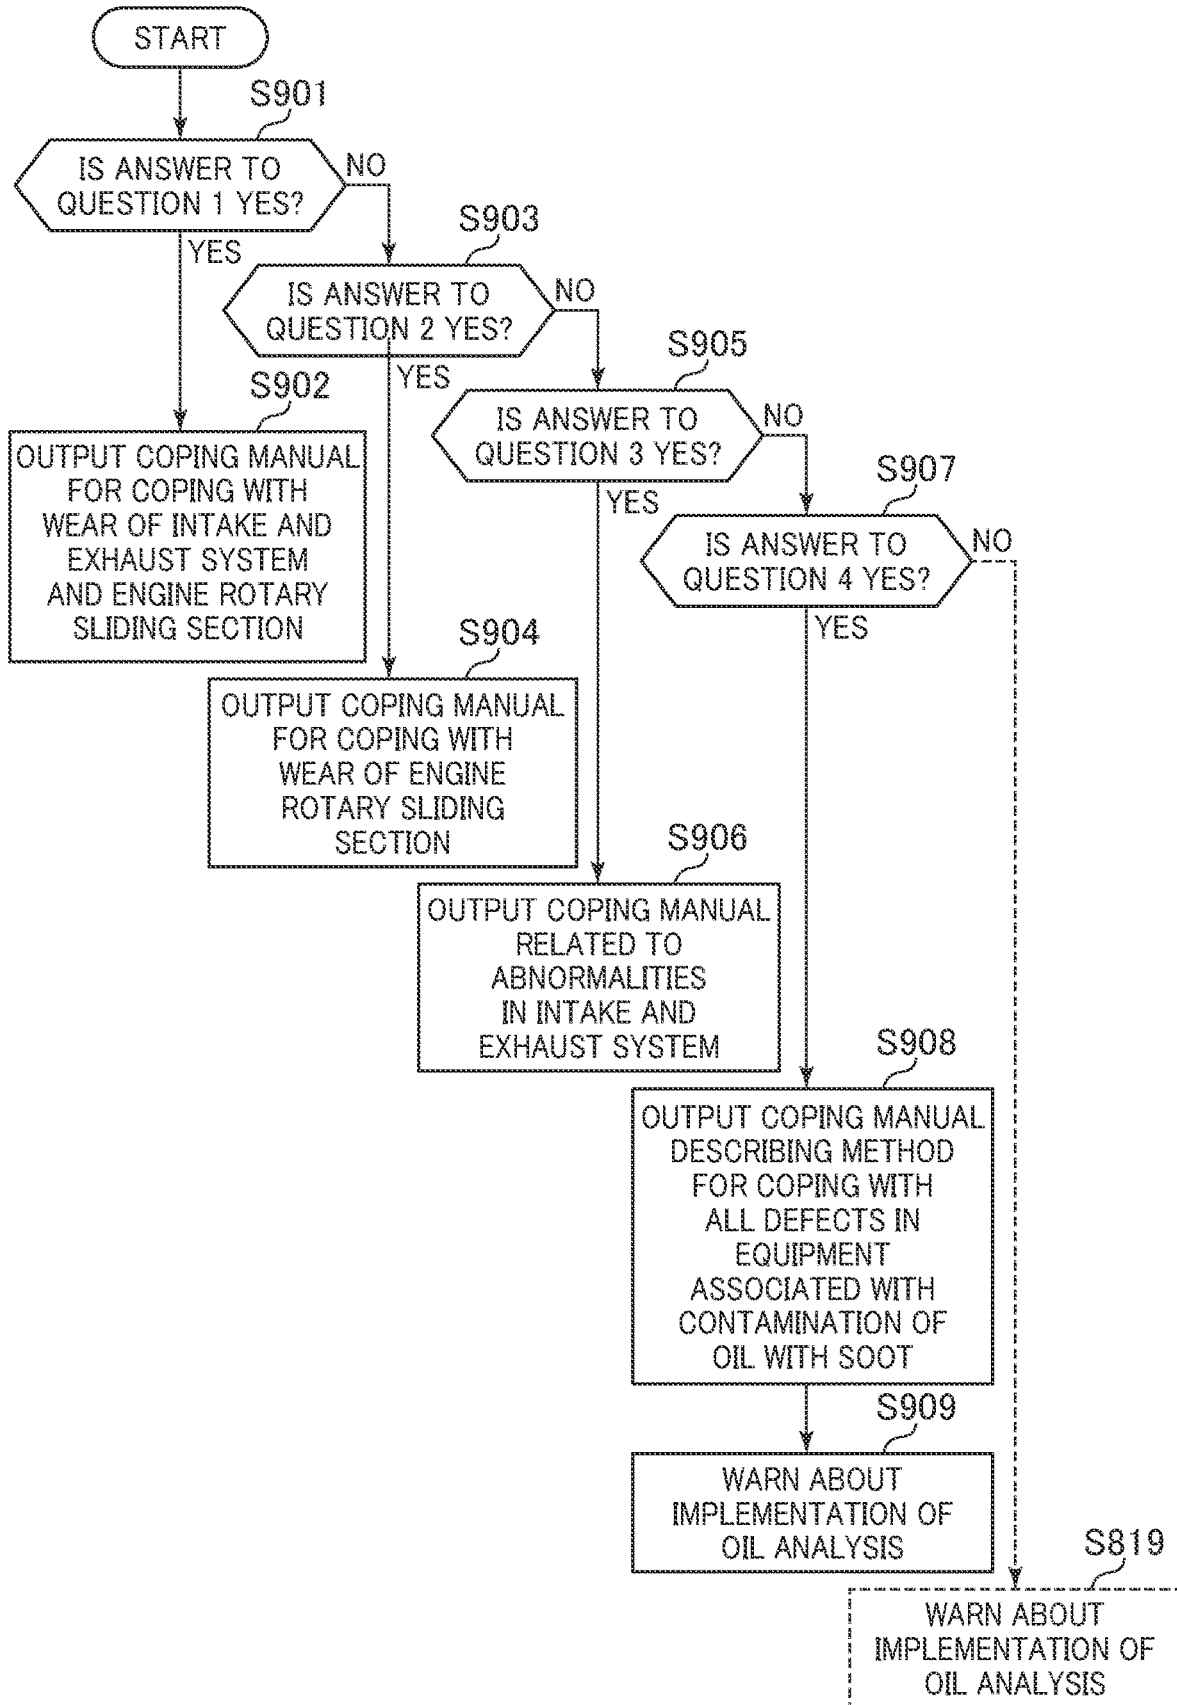 START
S901
IS ANSWER TO
QUESTION 1 YES?
NO
YES
S903
IS ANSWER TO
QUESTION 2 YES?
NO
YES
S905
IS ANSWER TO
QUESTION 3 YES?
NO
YES
S907
IS ANSWER TO
QUESTION 4 YES?
NO
YES
S902
OUTPUT COPING MANUAL
FOR COPING WITH
WEAR OF INTAKE AND
EXHAUST SYSTEM
AND ENGINE ROTARY
SLIDING SECTION
S904
OUTPUT COPING MANUAL
FOR COPING WITH
WEAR OF ENGINE
ROTARY SLIDING
SECTION
S906
OUTPUT COPING MANUAL
RELATED TO
ABNORMALITIES
IN INTAKE AND
EXHAUST SYSTEM
S908
OUTPUT COPING MANUAL
DESCRIBING METHOD
FOR COPING WITH
ALL DEFECTS IN
EQUIPMENT
ASSOCIATED WITH
CONTAMINATION OF
OIL WITH SOOT
S909
WARN ABOUT
IMPLEMENTATION OF
OIL ANALYSIS
S819
WARN ABOUT
IMPLEMENTATION OF
OIL ANALYSIS